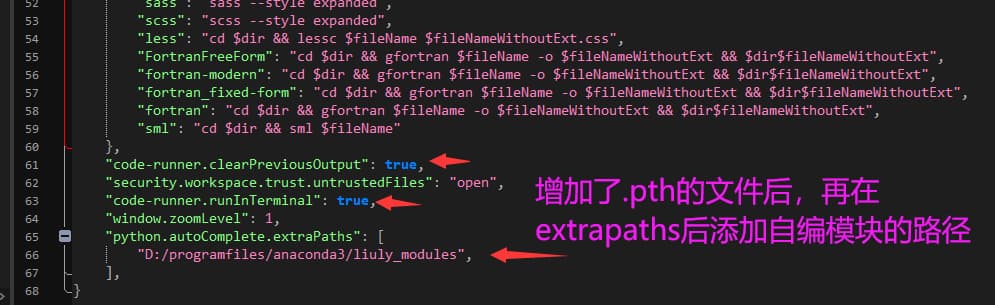 52 "sass": "sass --style expanded",
53 "scss": "scss --style expanded",
54 "less": "cd $dir && lessc $fileName $fileNameWithoutExt.css",
55 "FortranFreeForm": "cd $dir && gfortran $fileName -o $fileNameWithoutExt && $dir$fileNameWithoutExt",
56 "fortran-modern": "cd $dir && gfortran $fileName -o $fileNameWithoutExt && $dir$fileNameWithoutExt",
57 "fortran_fixed-form": "cd $dir && gfortran $fileName -o $fileNameWithoutExt && $dir$fileNameWithoutExt",
58 "fortran": "cd $dir && gfortran $fileName -o $fileNameWithoutExt && $dir$fileNameWithoutExt",
59 "sml": "cd $dir && sml $fileName"
60 },
61 "code-runner.clearPreviousOutput": true,
62 "security.workspace.trust.untrustedFiles": "open",
63 "code-runner.runInTerminal": true,
64 "window.zoomLevel": 1,
65 "python.autoComplete.extraPaths": [
66 "D:/programfiles/anaconda3/liuly_modules",
67 ],
68 }
增加了.pth的文件后，再在
extrapaths后添加自编模块的路径